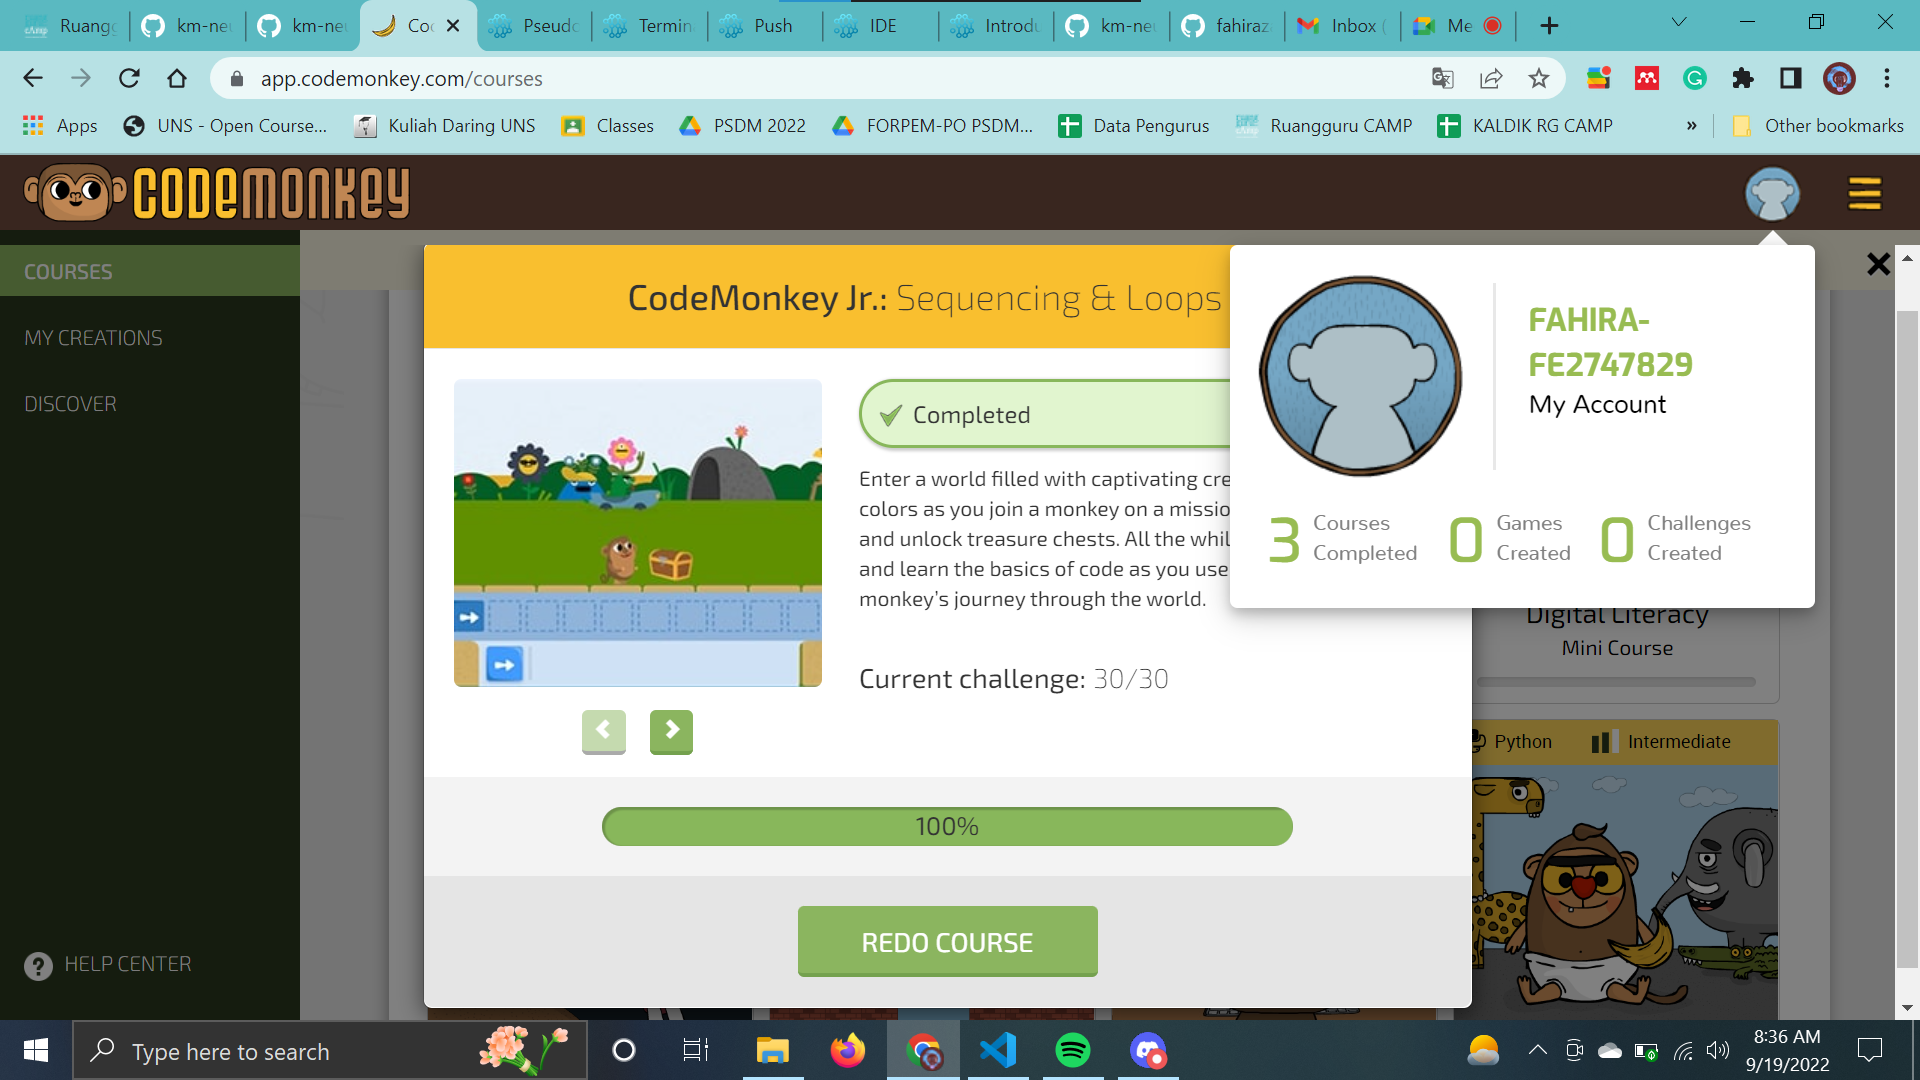 Ruangg
km-neu
km-neu
Coc
Pseudc
Termin
Push
IDE
Introdu
km-neu
fahiraz
Inbox (
Me
app.codemonkey.com/courses
Apps
UNS - Open Course...
Kuliah Daring UNS
Classes
PSDM 2022
FORPEM-PO PSDM...
Data Pengurus
Ruangguru CAMP
KALDIK RG CAMP
»
Other bookmarks
CODEMONKEY
COURSES
MY CREATIONS
DISCOVER
HELP CENTER
CodeMonkey Jr.: Sequencing & Loops
Completed
Enter a world filled with captivating cre
colors as you join a monkey on a missio
and unlock treasure chests. All the whil
and learn the basics of code as you use
monkey's journey through the world.
Current challenge: 30/30
100%
REDO COURSE
FAHIRA-
FE2747829
My Account
3 Courses Completed
0 Games Created
0 Challenges Created
Digital Literacy
Mini Course
Python
Intermediate
Type here to search
8:36 AM
9/19/2022